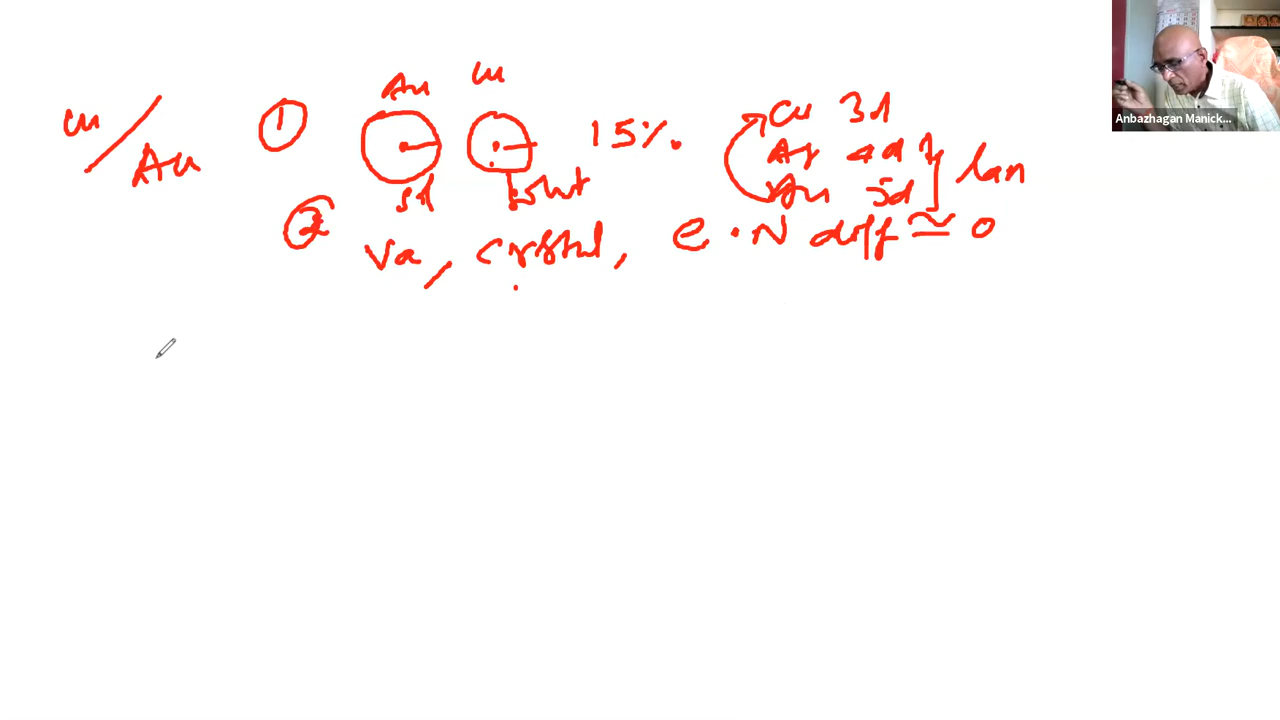 Au Cu
Cu / Au ① 15%. Cu 3d
Ag 4d
Au 5d lan
sd
② Va, crystal, e.N diff ≅ 0
Anbazhagan Manick...